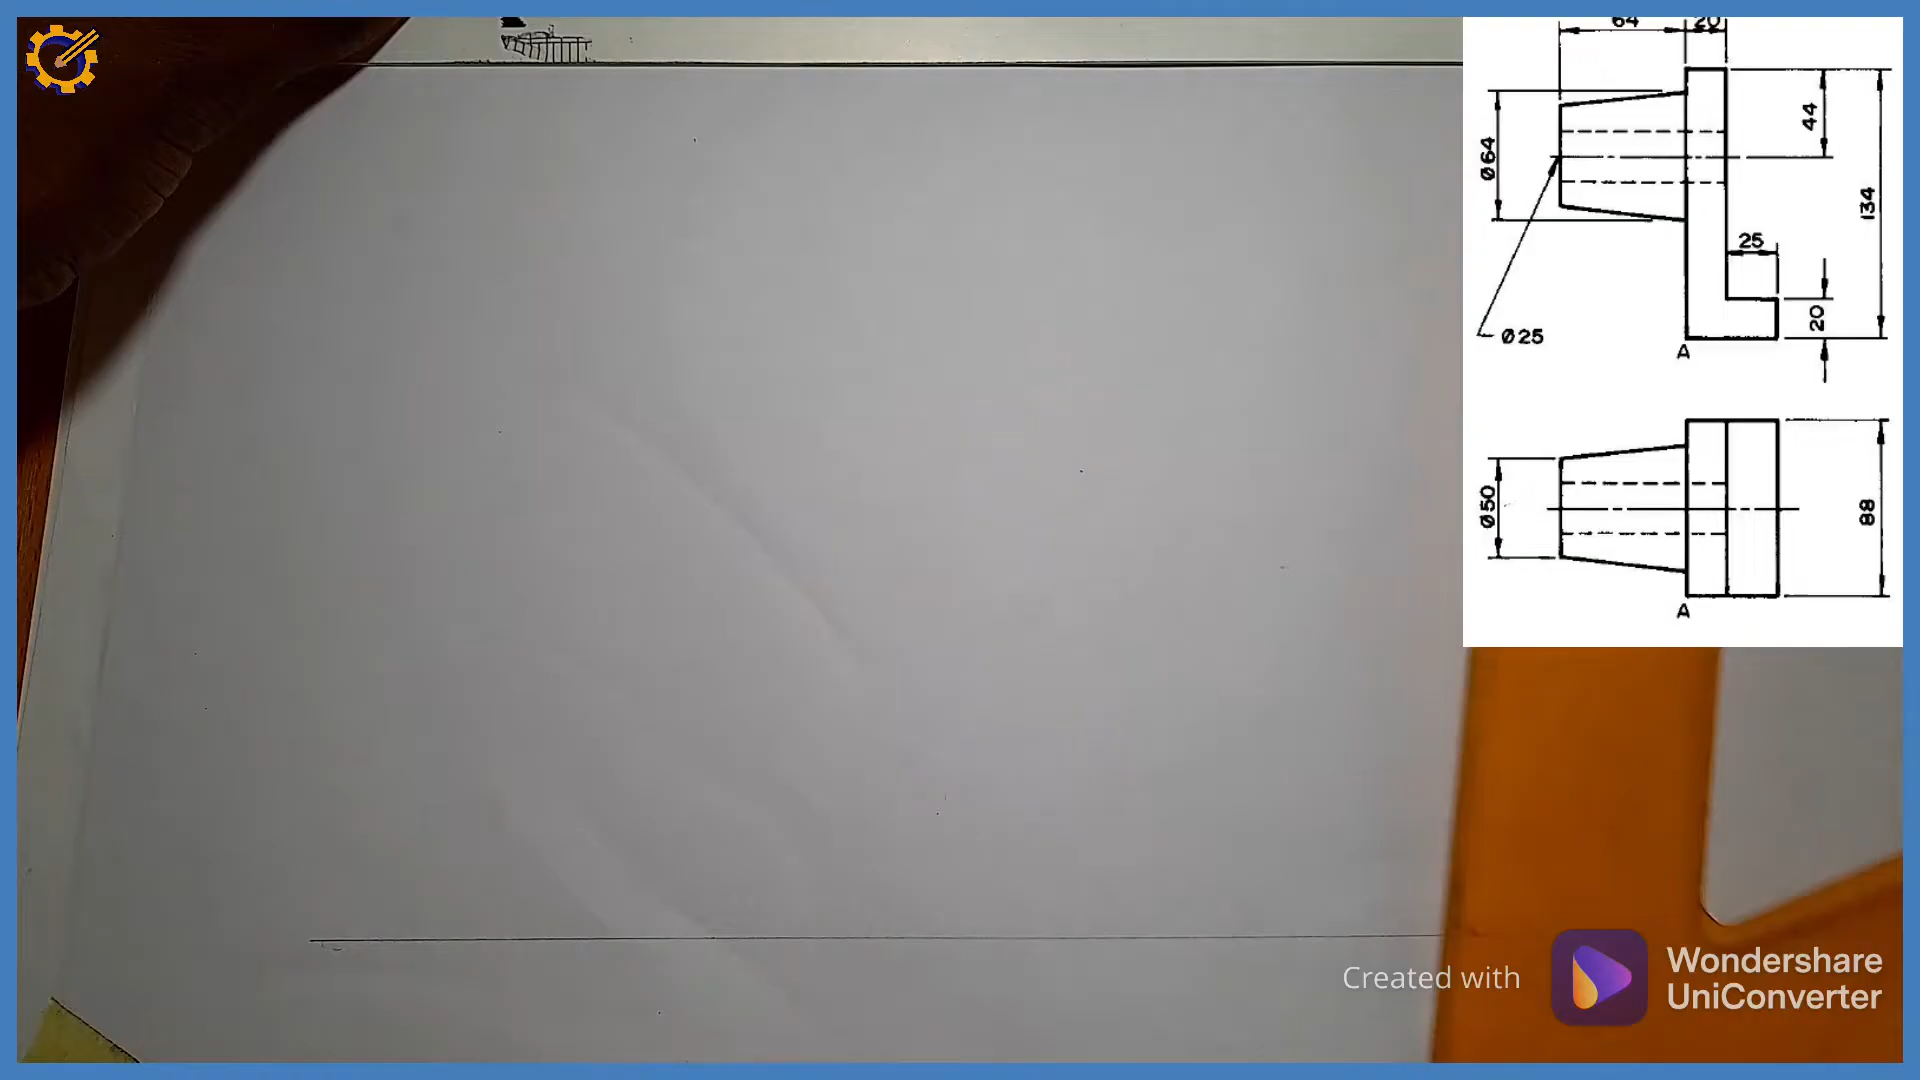 64 20
44
Ø64
134
25
20
Ø25
A
Ø50
88
A
Created with
Wondershare
UniConverter